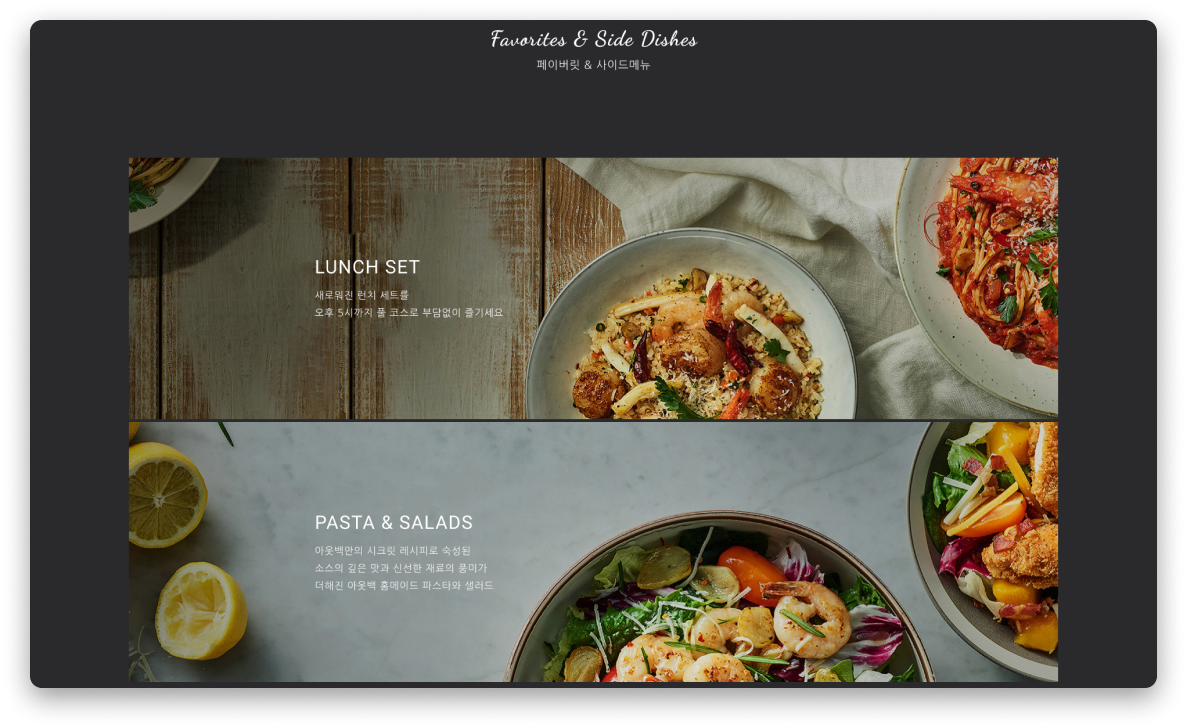 Favorites & Side Dishes
페이버릿 & 사이드메뉴
LUNCH SET
새로워진 런치 세트를
오후 5시까지 풀 코스로 부담없이 즐기세요
PASTA & SALADS
아웃백만의 시크릿 레시피로 숙성된
소스의 깊은 맛과 신선한 재료의 풍미가
더해진 아웃백 홈메이드 파스타와 샐러드